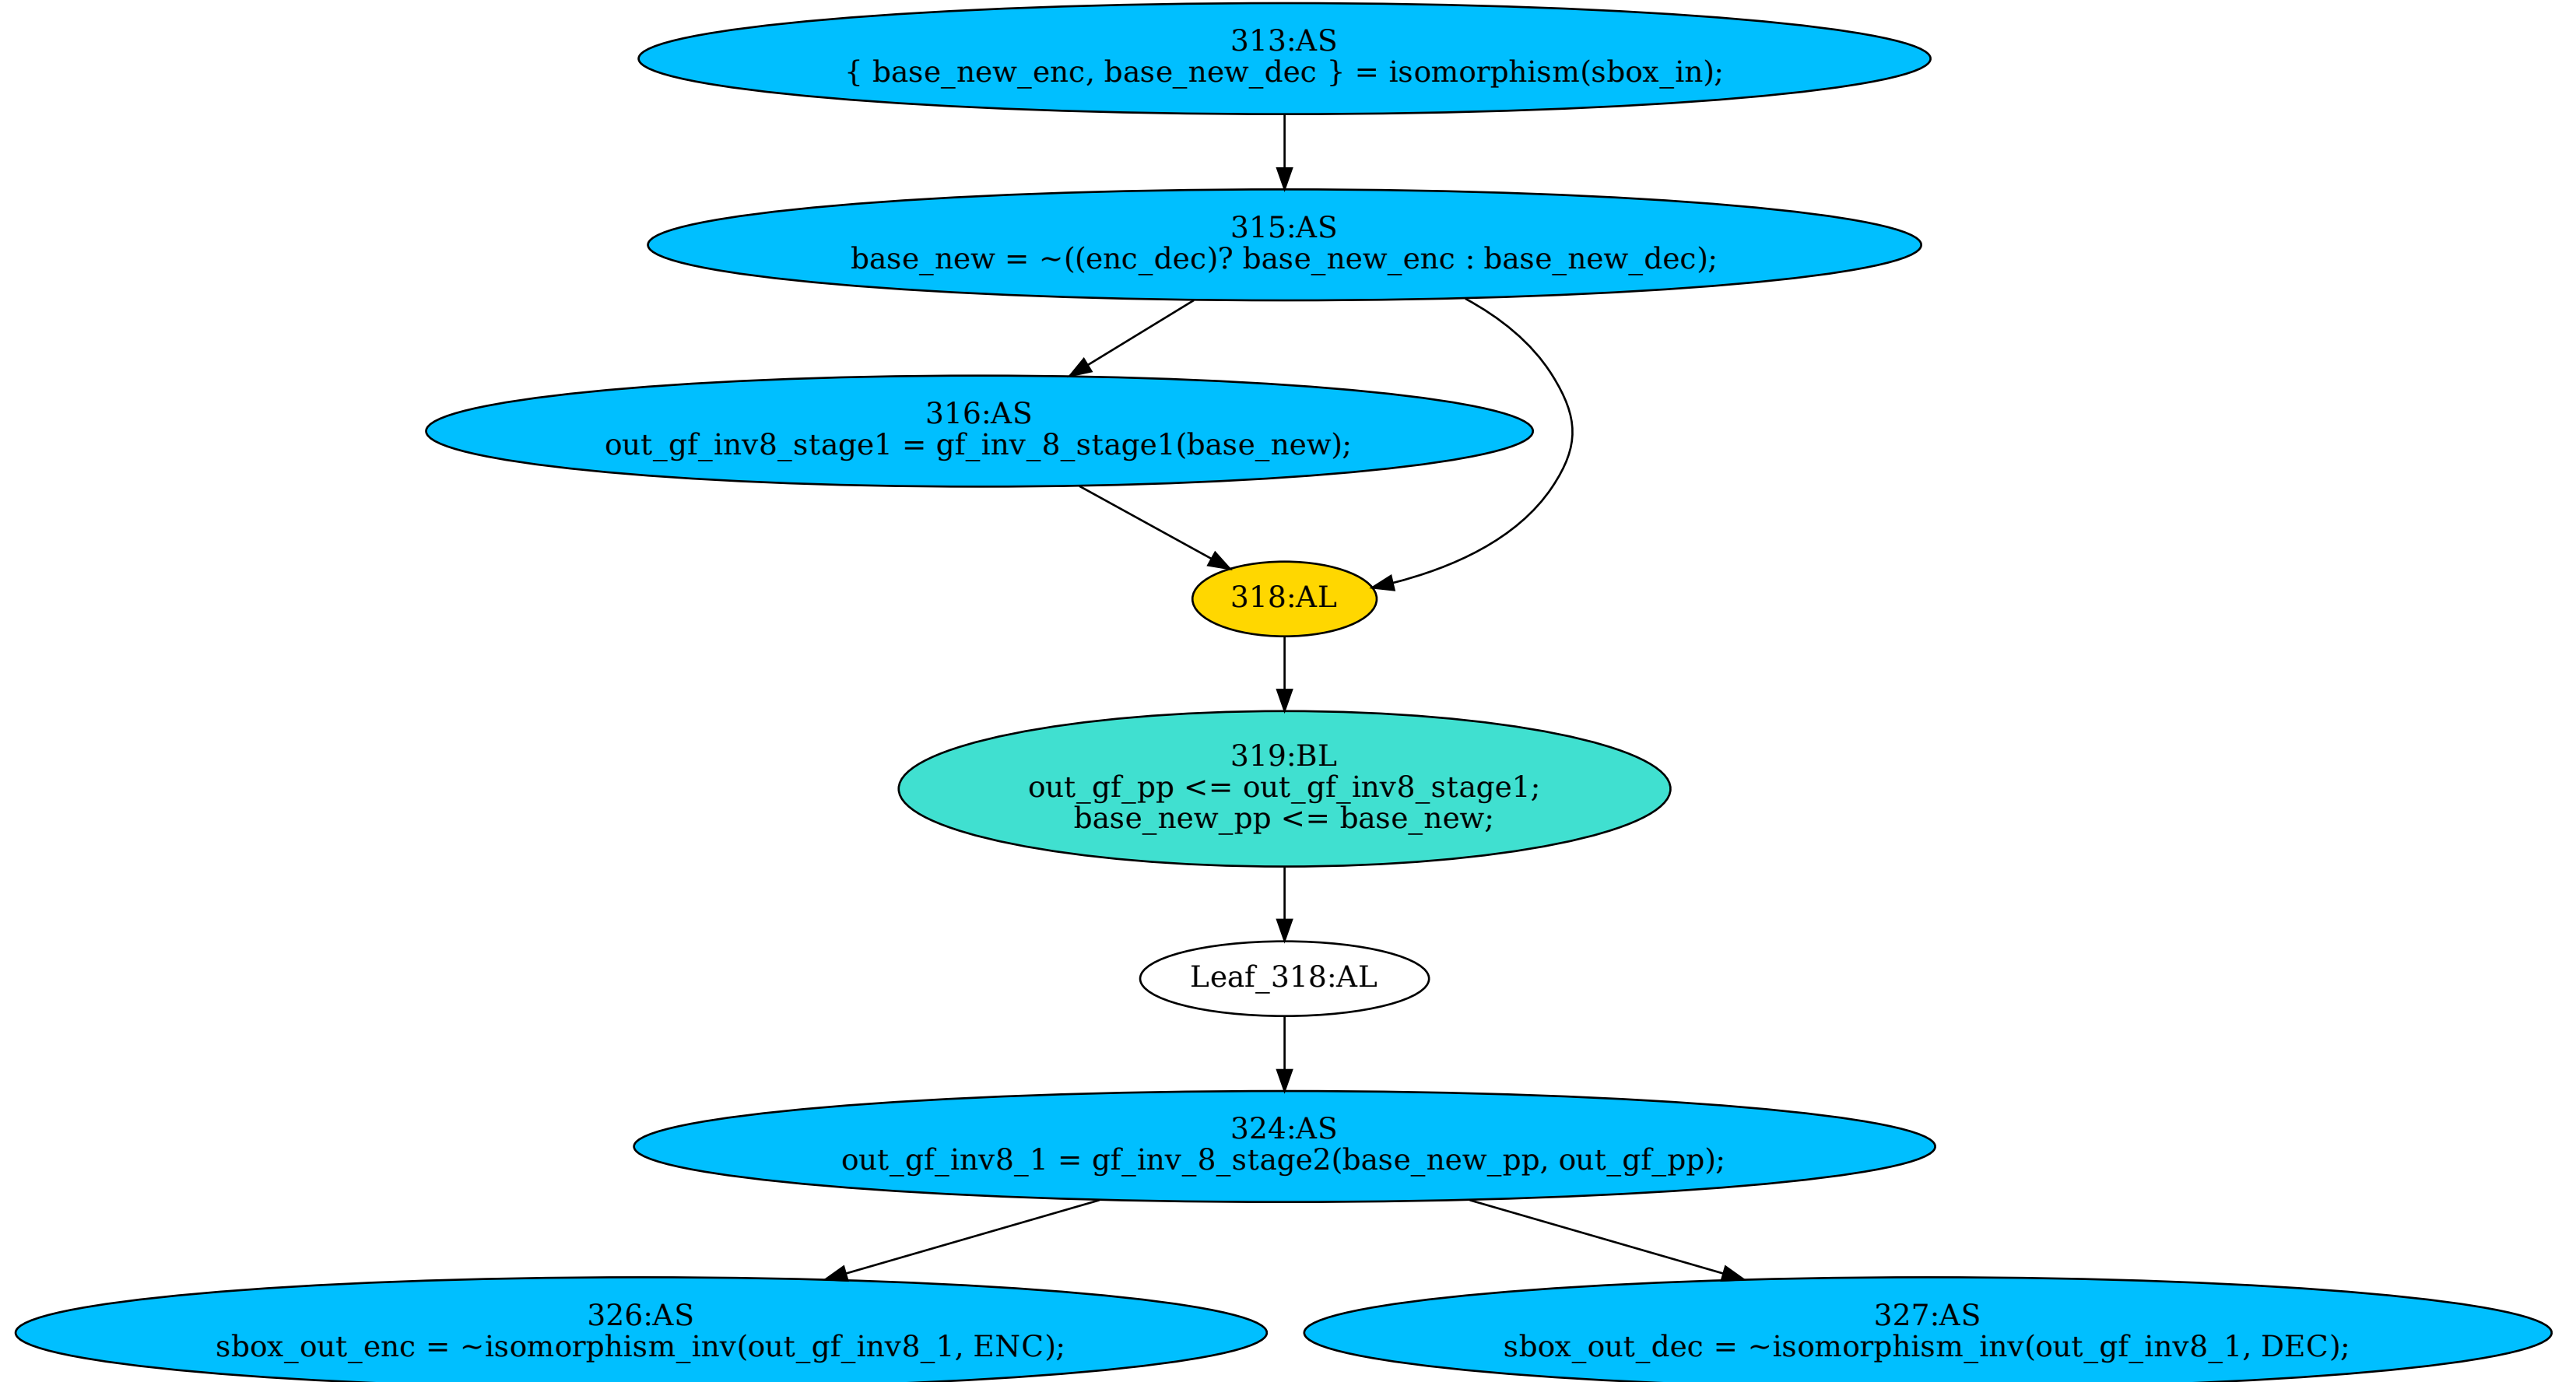 313:AS
{ base_new_enc, base_new_dec } = isomorphism(sbox_in);
315:AS
base_new = ~((enc_dec)? base_new_enc : base_new_dec);
316:AS
out_gf_inv8_stage1 = gf_inv_8_stage1(base_new);
318:AL
319:BL
out_gf_pp <= out_gf_inv8_stage1;
base_new_pp <= base_new;
Leaf_318:AL
324:AS
out_gf_inv8_1 = gf_inv_8_stage2(base_new_pp, out_gf_pp);
326:AS
sbox_out_enc = ~isomorphism_inv(out_gf_inv8_1, ENC);
327:AS
sbox_out_dec = ~isomorphism_inv(out_gf_inv8_1, DEC);